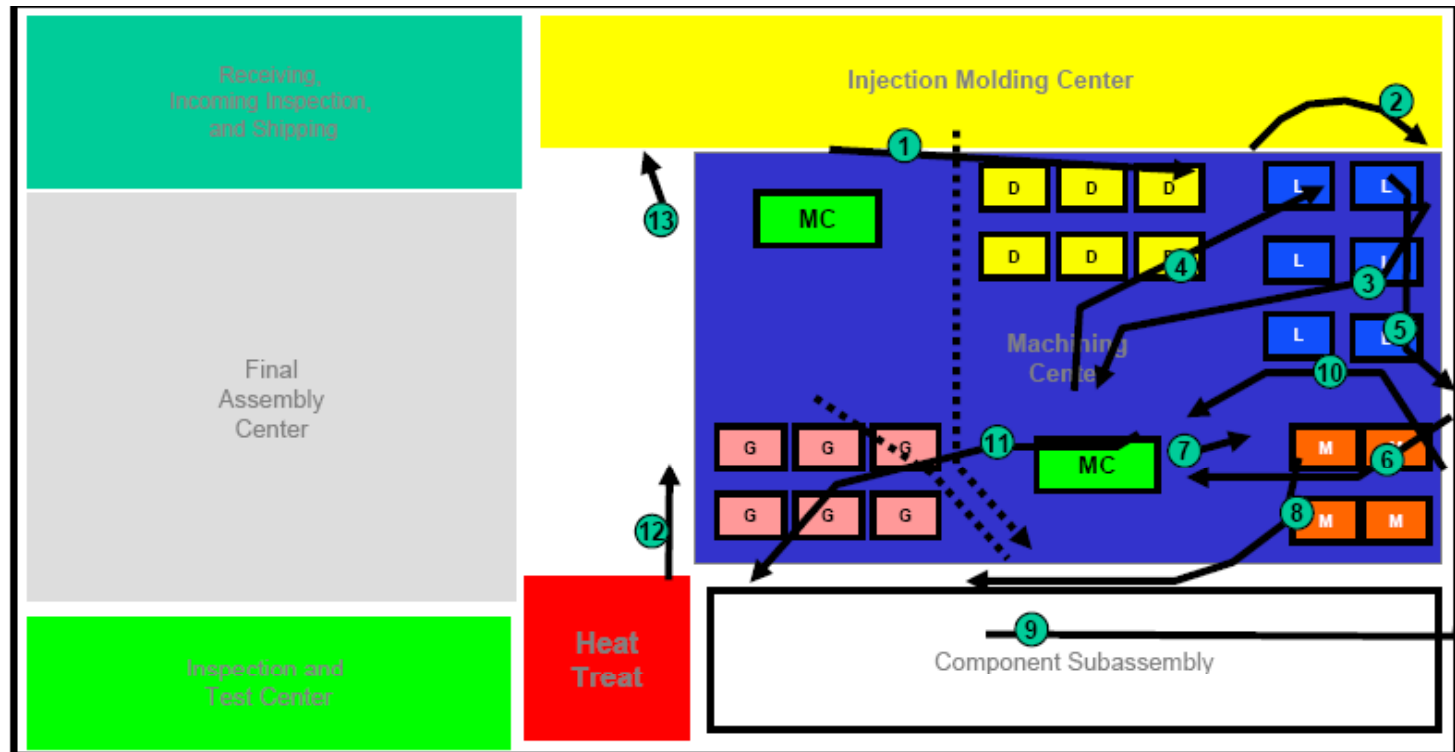 Receiving,
Incoming Inspection,
and Shipping
Injection Molding Center
2
1
D D D L L
MC
13
D D D L L
4
3
Machining
Center
L L
5
10
G G G
11
MC
7
M M
6
G G G
12
8
M M
Final
Assembly
Center
Heat
Treat
9
Component Subassembly
Inspection and
Test Center